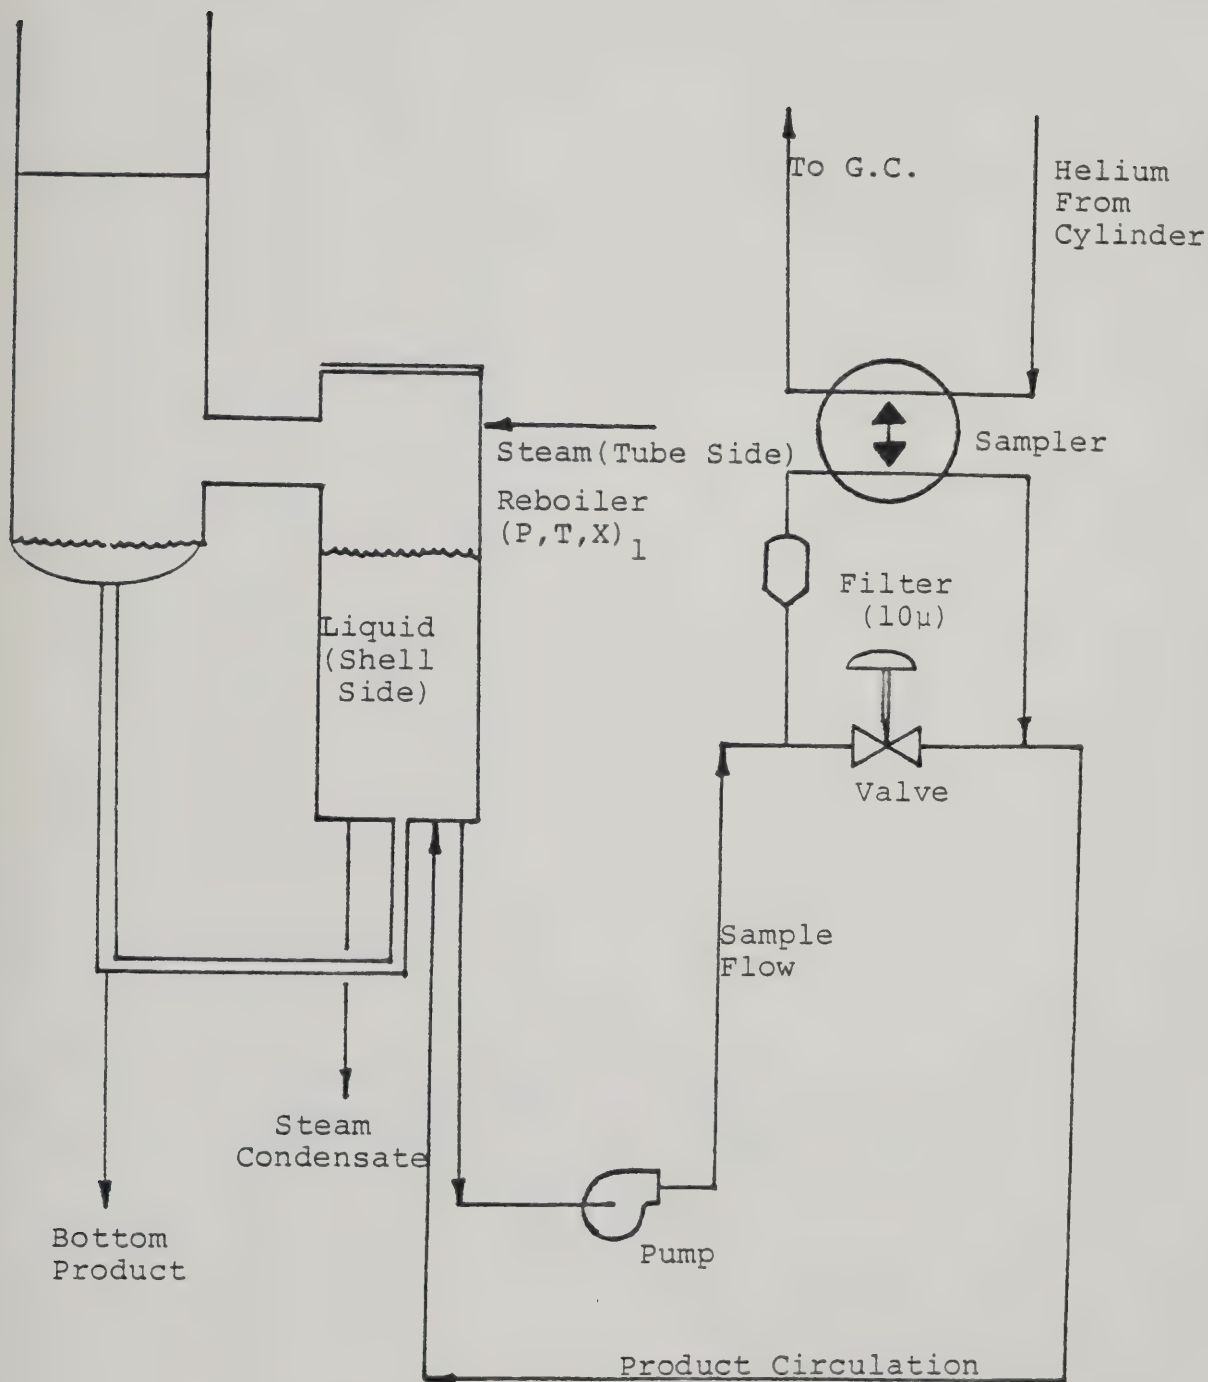 To G.C.
Helium
From
Cylinder
Steam(Tube Side)
Sampler
Reboiler
(P,T,X)1
Filter
(10μ)
Liquid
(Shell
Side)
Valve
Sample
Flow
Steam
Condensate
Bottom
Product
Pump
Product Circulation